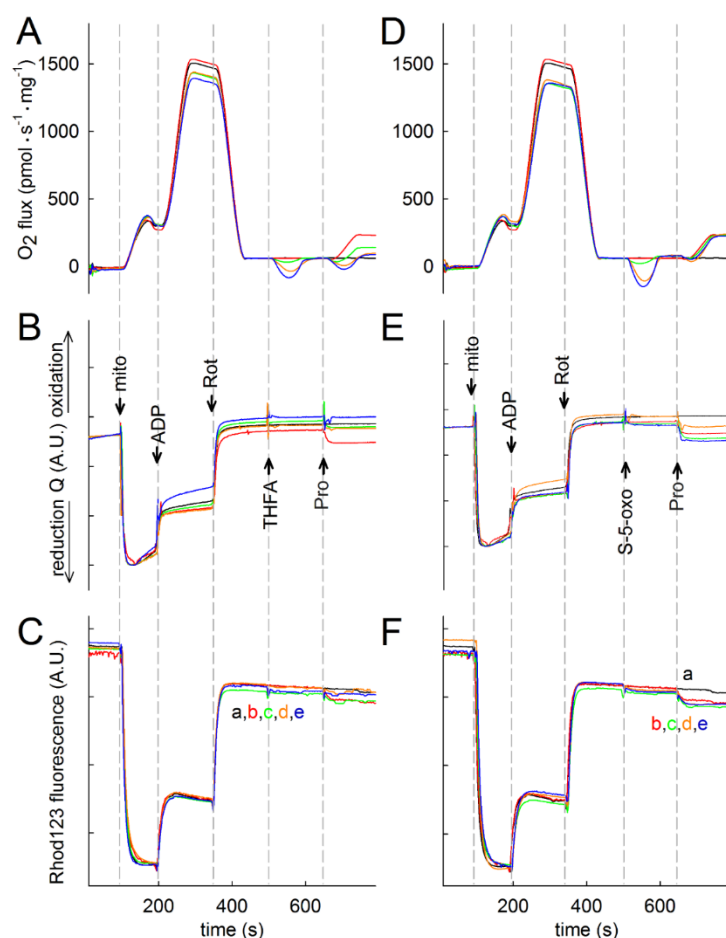 A
D
O2 flux (pmol · s-1 · mg-1)
1500
1000
500
0
1500
1000
500
0
B
E
reduction Q (A.U.) oxidation
mito
ADP
Rot
THFA
Pro
mito
ADP
Rot
S-5-oxo
Pro
C
F
Rhod123 fluorescence (A.U.)
a,b,c,d,e
a
b,c,d,e
200
400
600
200
400
600
time (s)
time (s)